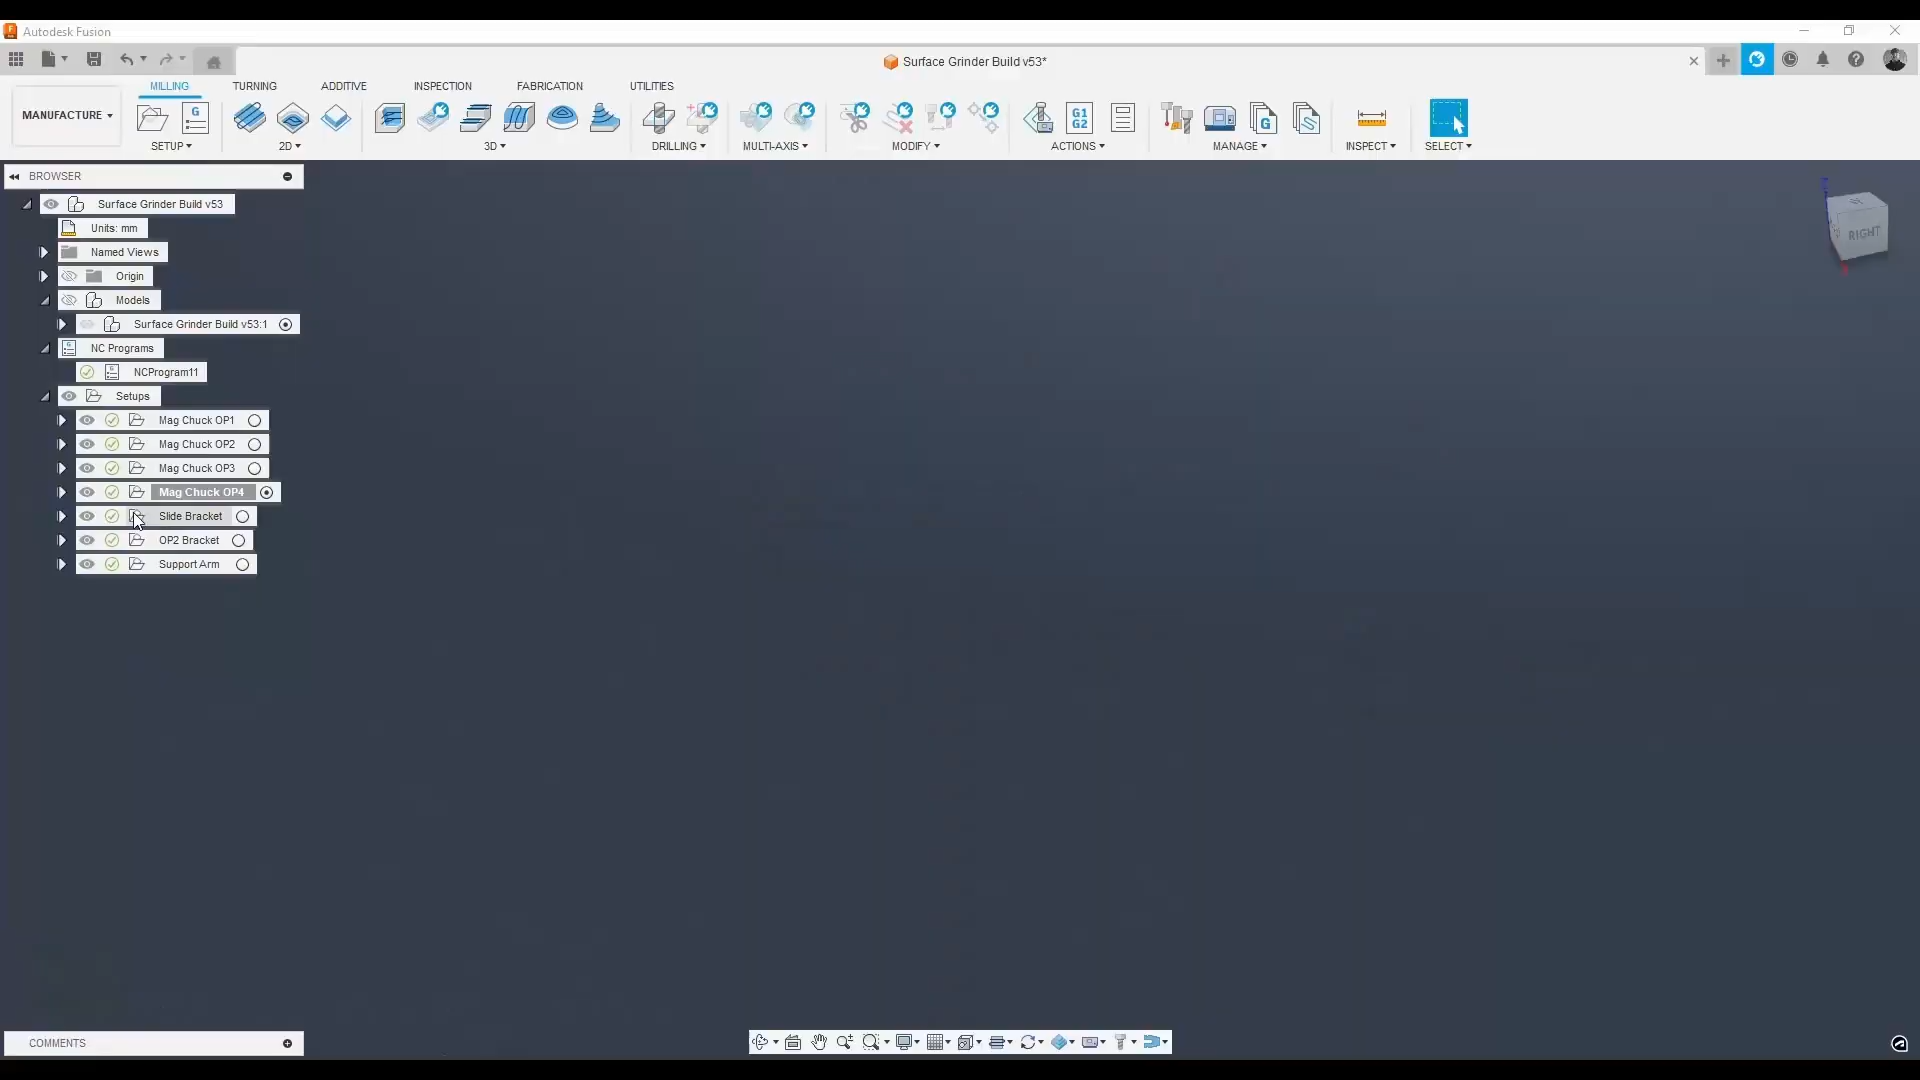 Autodesk Fusion
Surface Grinder Build v53*
MANUFACTURE
MILLING
TURNING
ADDITIVE
INSPECTION
FABRICATION
UTILITIES
SETUP
2D
3D
DRILLING
MULTI-AXIS
MODIFY
ACTIONS
MANAGE
INSPECT
SELECT
G1
G2
BROWSER
Surface Grinder Build v53
Units: mm
Named Views
Origin
Models
Surface Grinder Build v53:1
NC Programs
NCProgram11
Setups
Mag Chuck OP1
Mag Chuck OP2
Mag Chuck OP3
Mag Chuck OP4
Slide Bracket
OP2 Bracket
Support Arm
RIGHT
COMMENTS